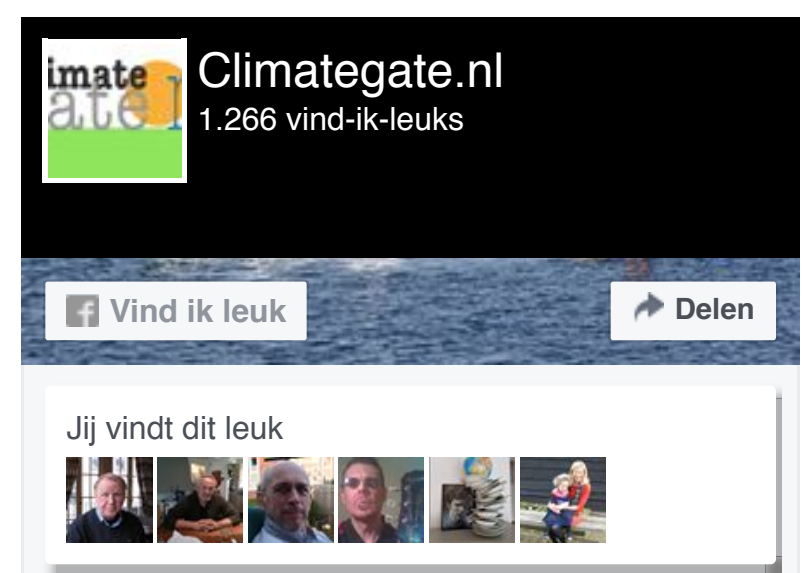 imate
ate
Climategate.nl
1.266 vind-ik-leuks
f Vind ik leuk
Delen
Jij vindt dit leuk